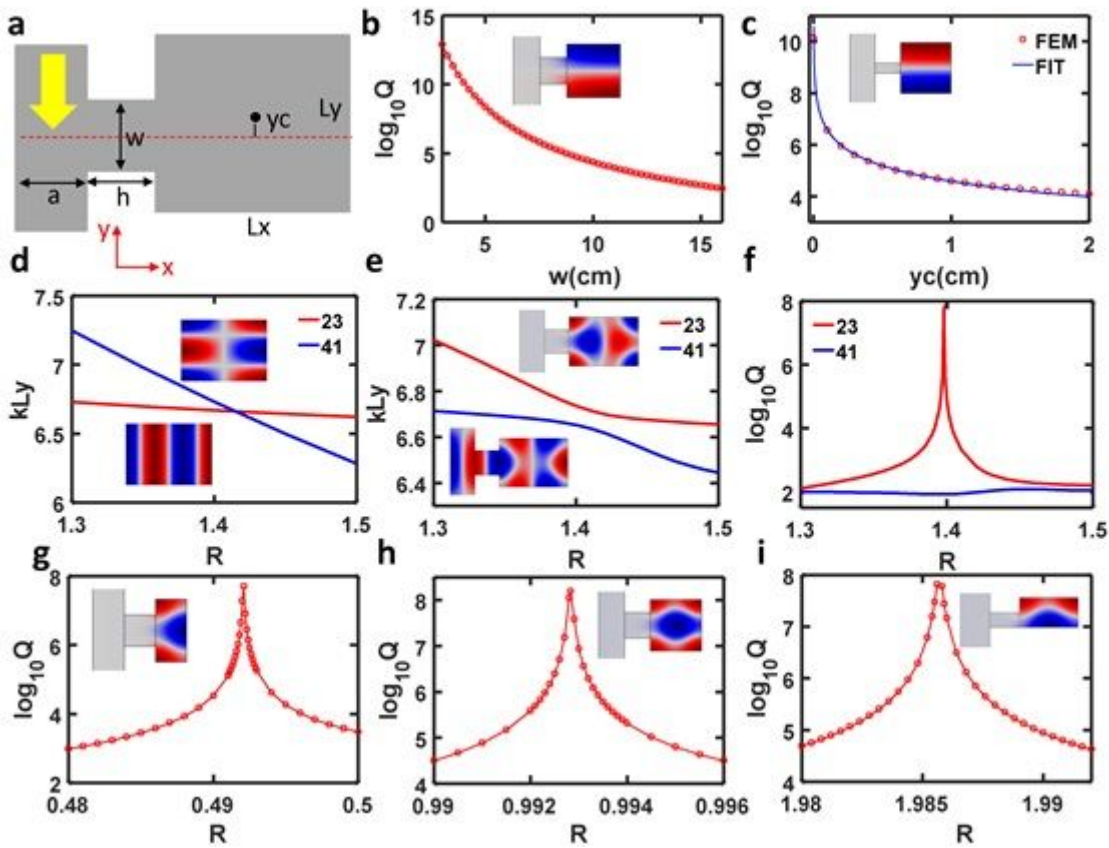 a
Ly
yc
w
a
h
Lx
y
x
b
log10Q
15
10
5
0
5
10
15
w(cm)
c
log10Q
10
8
6
4
FEM
FIT
0
1
2
yc(cm)
d
kLy
7.5
7
6.5
6
23
41
1.3
1.4
1.5
R
e
kLy
7.2
7
6.8
6.6
6.4
23
41
1.3
1.4
1.5
R
f
log10Q
8
6
4
2
23
41
1.3
1.4
1.5
R
g
log10Q
8
6
4
2
0.48
0.49
0.5
R
h
log10Q
8
7
6
5
4
0.99
0.992
0.994
0.996
R
i
log10Q
8
7
6
5
4
1.98
1.985
1.99
R